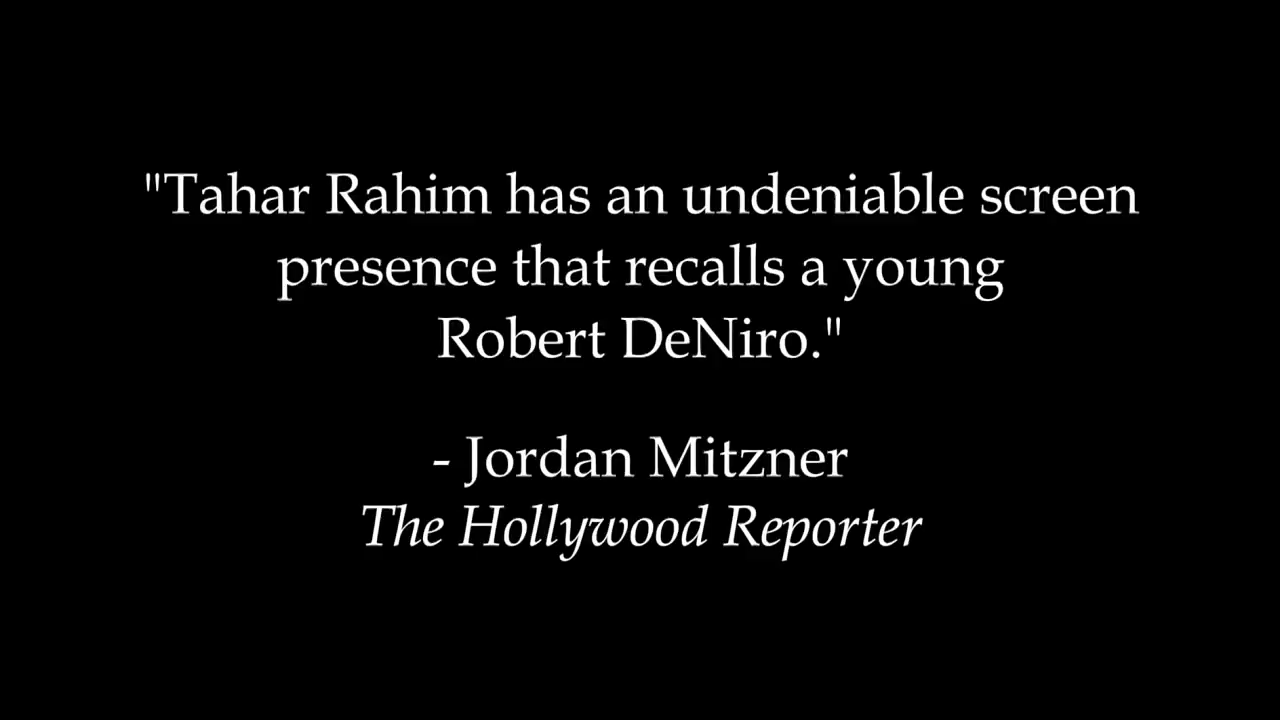 "Tahar Rahim has an undeniable screen
presence that recalls a young
Robert DeNiro."
- Jordan Mitzner
The Hollywood Reporter